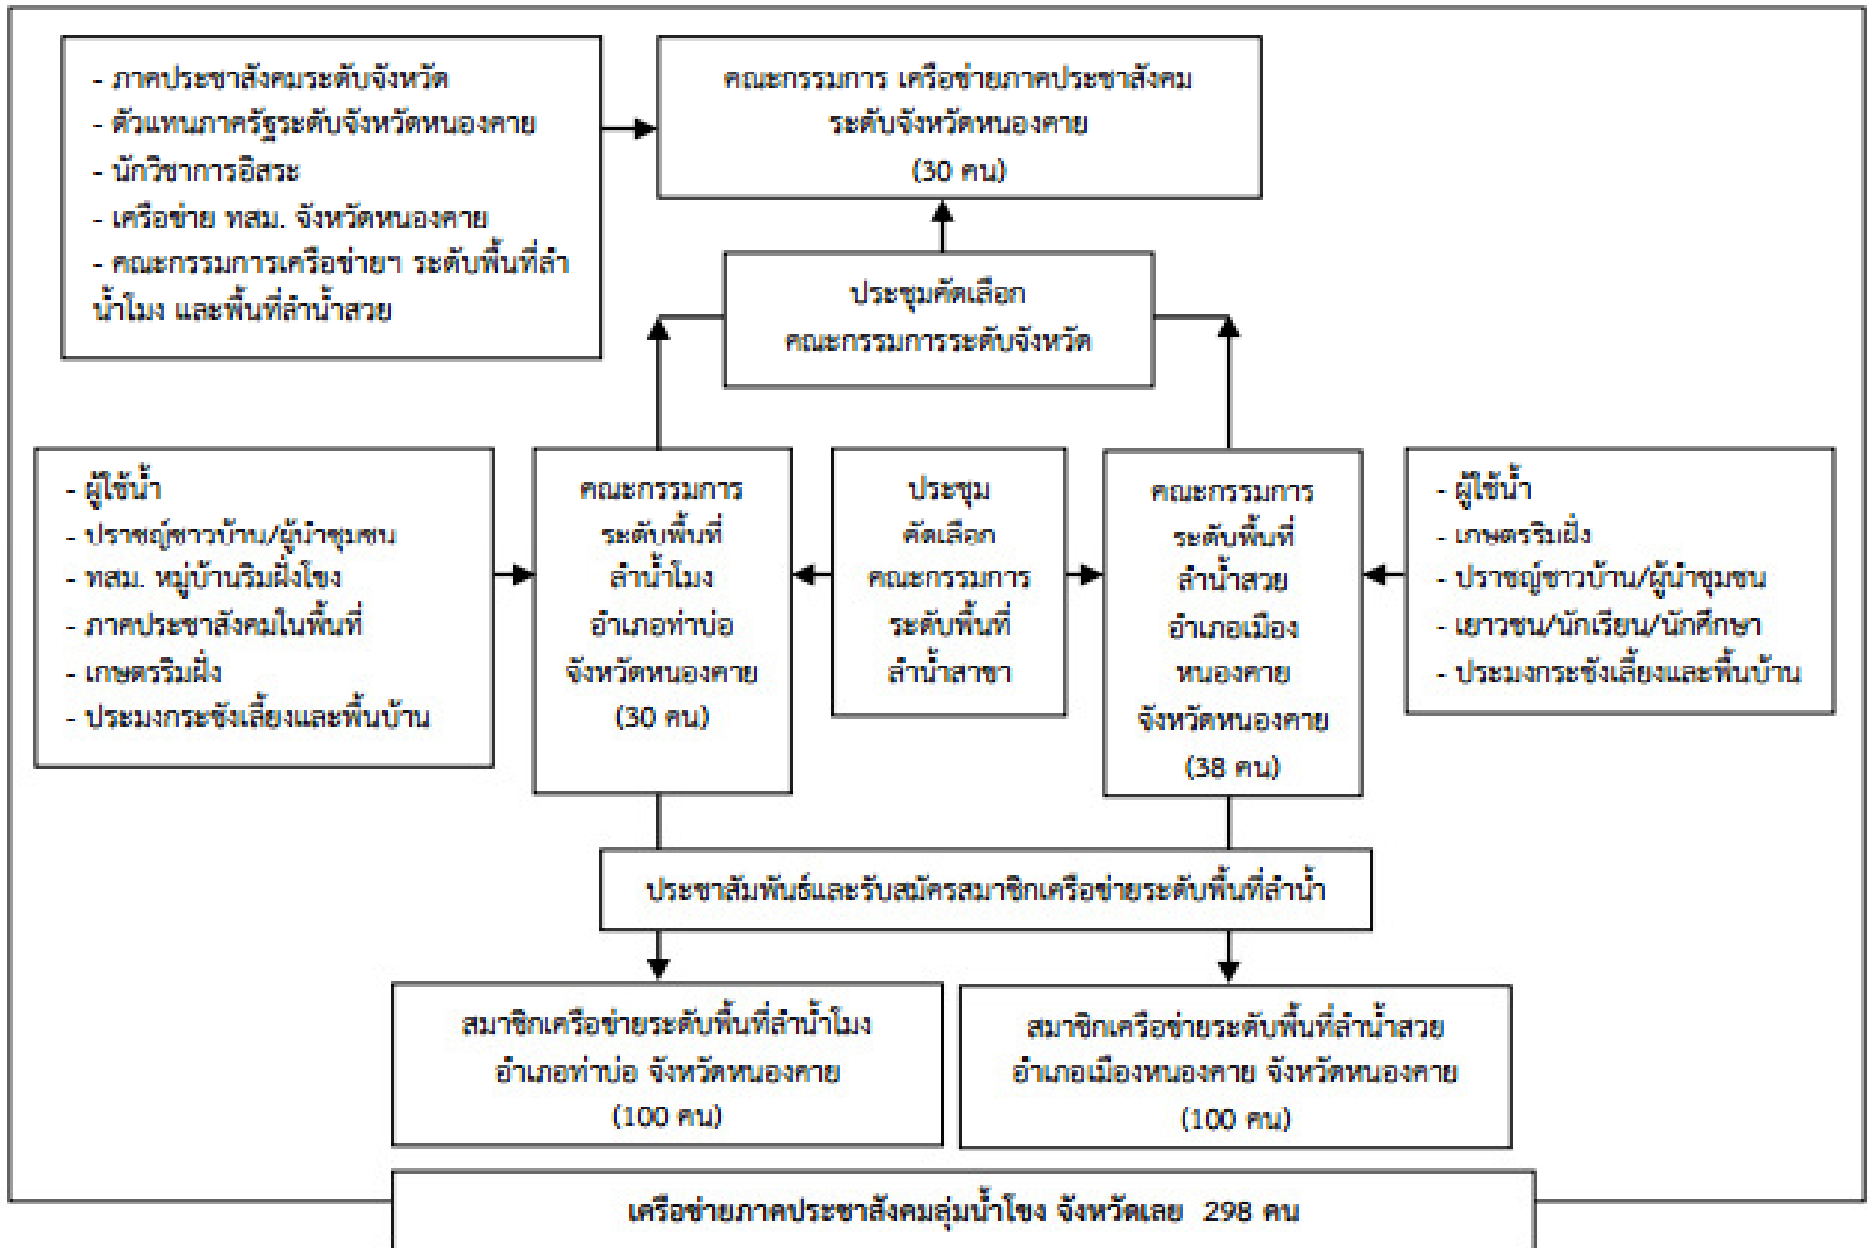 - ภาคประชาสังคมระดับจังหวัด
- ตัวแทนภาครัฐระดับจังหวัดหนองคาย
- นักวิชาการอิสระ
- เครือข่าย ทสม. จังหวัดหนองคาย
- คณะกรรมการเครือข่ายฯ ระดับพื้นที่ลำ
น้ำโมง และพื้นที่ลำน้ำสวย
คณะกรรมการ เครือข่ายภาคประชาสังคม
ระดับจังหวัดหนองคาย
(30 คน)
ประชุมคัดเลือก
คณะกรรมการระดับจังหวัด
- ผู้ใช้น้ำ
- ปราชญ์ชาวบ้าน/ผู้นำชุมชน
- ทสม. หมู่บ้านริมฝั่งโขง
- ภาคประชาสังคมในพื้นที่
- เกษตรริมฝั่ง
- ประมงกระชังเลี้ยงและพื้นบ้าน
คณะกรรมการ
ระดับพื้นที่
ลำน้ำโมง
อำเภอท่าบ่อ
จังหวัดหนองคาย
(30 คน)
ประชุม
คัดเลือก
คณะกรรมการ
ระดับพื้นที่
ลำน้ำสาขา
คณะกรรมการ
ระดับพื้นที่
ลำน้ำสวย
อำเภอเมือง
หนองคาย
จังหวัดหนองคาย
(38 คน)
- ผู้ใช้น้ำ
- เกษตรริมฝั่ง
- ปราชญ์ชาวบ้าน/ผู้นำชุมชน
- เยาวชน/นักเรียน/นักศึกษา
- ประมงกระชังเลี้ยงและพื้นบ้าน
ประชาสัมพันธ์และรับสมัครสมาชิกเครือข่ายระดับพื้นที่ลำน้ำ
สมาชิกเครือข่ายระดับพื้นที่ลำน้ำโมง
อำเภอท่าบ่อ จังหวัดหนองคาย
(100 คน)
สมาชิกเครือข่ายระดับพื้นที่ลำน้ำสวย
อำเภอเมืองหนองคาย จังหวัดหนองคาย
(100 คน)
เครือข่ายภาคประชาสังคมลุ่มน้ำโขง จังหวัดเลย 298 คน